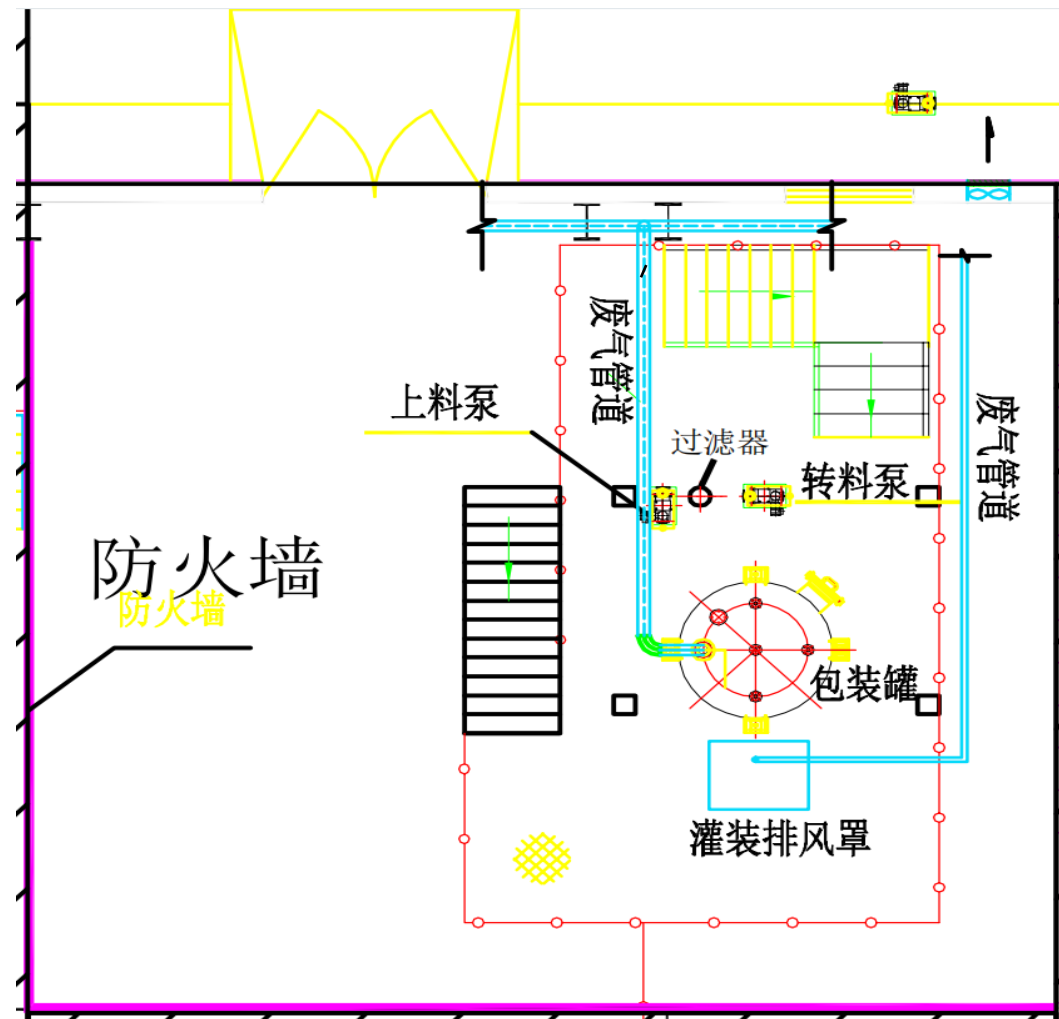 废气管道
上料泵
过滤器
废气管道
转料泵
防火墙
防火墙
包装罐
灌装排风罩